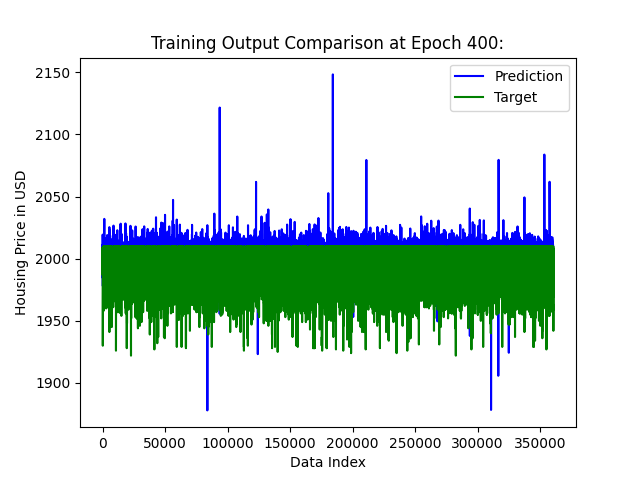 Training Output Comparison at Epoch 400:
Prediction
Target
Housing Price in USD
2150
2100
2050
2000
1950
1900
0 50000 100000 150000 200000 250000 300000 350000
Data Index